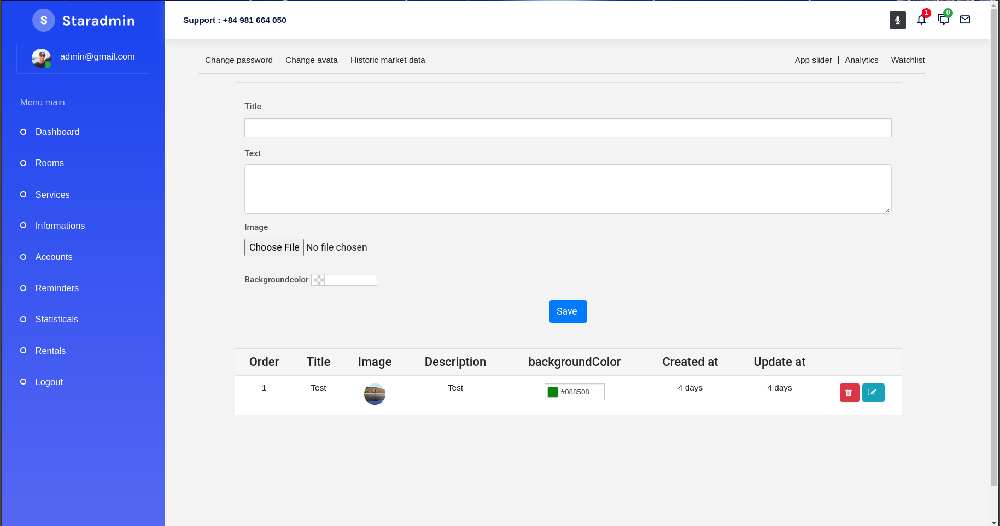 S Staradmin
Support : +84 981 664 050
1
0
admin@gmail.com
Change password
Change avata
Historic market data
App slider
Analytics
Watchlist
Menu main
Dashboard
Rooms
Services
Informations
Accounts
Reminders
Statisticals
Rentals
Logout
Title
Text
Image
Choose File No file chosen
Backgroundcolor
Save
Order Title Image Description backgroundColor Created at Update at
1 Test Test #088508 4 days 4 days